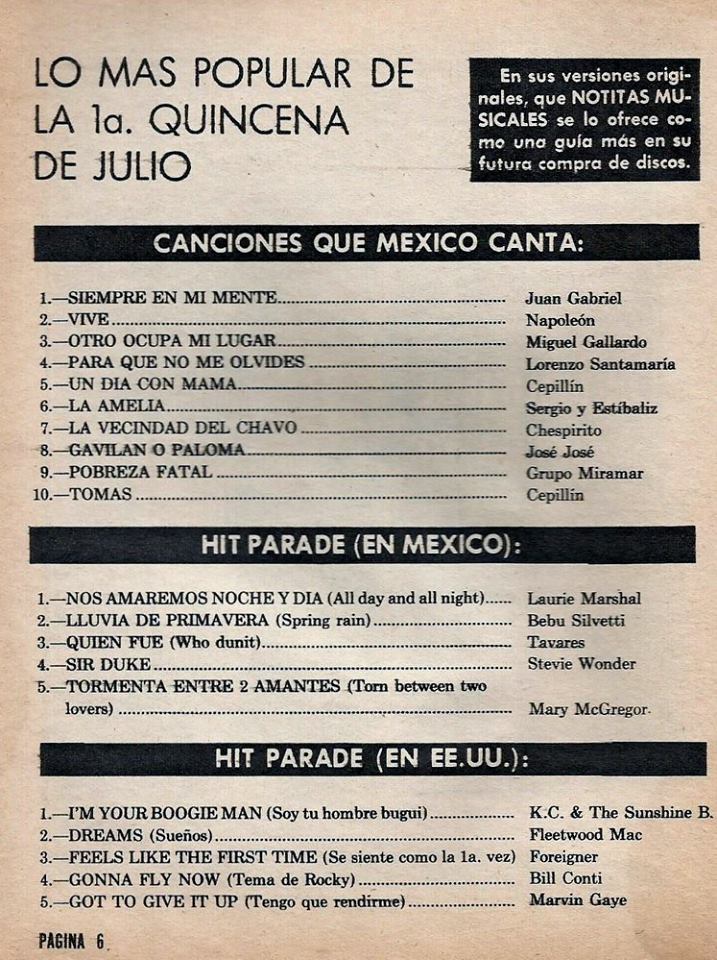 LO MAS POPULAR DE
LA 1a. QUINCENA
DE JULIO
En sus versiones origi-
nales, que NOTITAS MU-
SICALES se lo ofrece co-
mo una guía más en su
futura compra de discos.
CANCIONES QUE MEXICO CANTA:
1.—SIEMPRE EN MI MENTE........ Juan Gabriel
2.—VIVE........ Napoleón
3.—OTRO OCUPA MI LUGAR........ Miguel Gallardo
4.—PARA QUE NO ME OLVIDES........ Lorenzo Santamaría
5.—UN DIA CON MAMA........ Cepillín
6.—LA AMELIA........ Sergio y Estíbaliz
7.—LA VECINDAD DEL CHAVO........ Chespirito
8.—GAVILAN O PALOMA........ José José
9.—POBREZA FATAL........ Grupo Miramar
10.—TOMAS........ Cepillín
HIT PARADE (EN MEXICO):
1.—NOS AMAREMOS NOCHE Y DIA (All day and all night)...... Laurie Marshal
2.—LLUVIA DE PRIMAVERA (Spring rain)........ Bebu Silvetti
3.—QUIEN FUE (Who dunit)........ Tavares
4.—SIR DUKE........ Stevie Wonder
5.—TORMENTA ENTRE 2 AMANTES (Torn between two
lovers)........ Mary McGregor
HIT PARADE (EN EE.UU.):
1.—I'M YOUR BOOGIE MAN (Soy tu hombre bugui)........ K.C. & The Sunshine B.
2.—DREAMS (Sueños)........ Fleetwood Mac
3.—FEELS LIKE THE FIRST TIME (Se siente como la 1a. vez) Foreigner
4.—GONNA FLY NOW (Tema de Rocky)........ Bill Conti
5.—GOT TO GIVE IT UP (Tengo que rendirme)........ Marvin Gaye
PAGINA 6